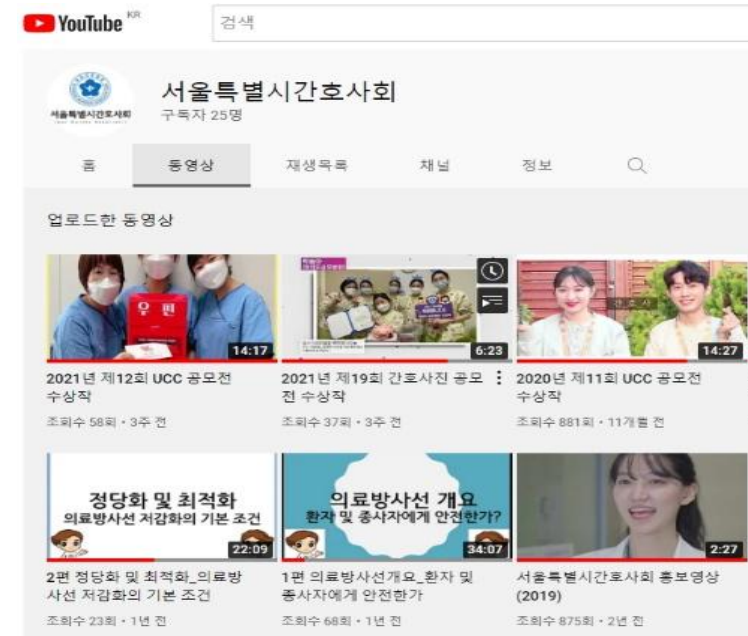 YouTube KR
검색
서울특별시간호사회
서울특별시간호사회
구독자 25명
홈 동영상 재생목록 채널 정보
업로드한 동영상
우편
14:17
6:23
간호사
14:27
2021년 제12회 UCC 공모전
수상작
조회수 58회 • 3주 전
2021년 제19회 간호사진 공모
전 수상작
조회수 37회 • 3주 전
2020년 제11회 UCC 공모전
수상작
조회수 881회 • 11개월 전
정당화 및 최적화
의료방사선 저감화의 기본 조건
22:09
의료방사선 개요
환자 및 종사자에게 안전한가?
34:07
2:27
2편 정당화 및 최적화_의료방
사선 저감화의 기본 조건
조회수 23회 • 1년 전
1편 의료방사선개요_환자 및
종사자에게 안전한가
조회수 68회 • 1년 전
서울특별시간호사회 홍보영상
(2019)
조회수 875회 • 2년 전